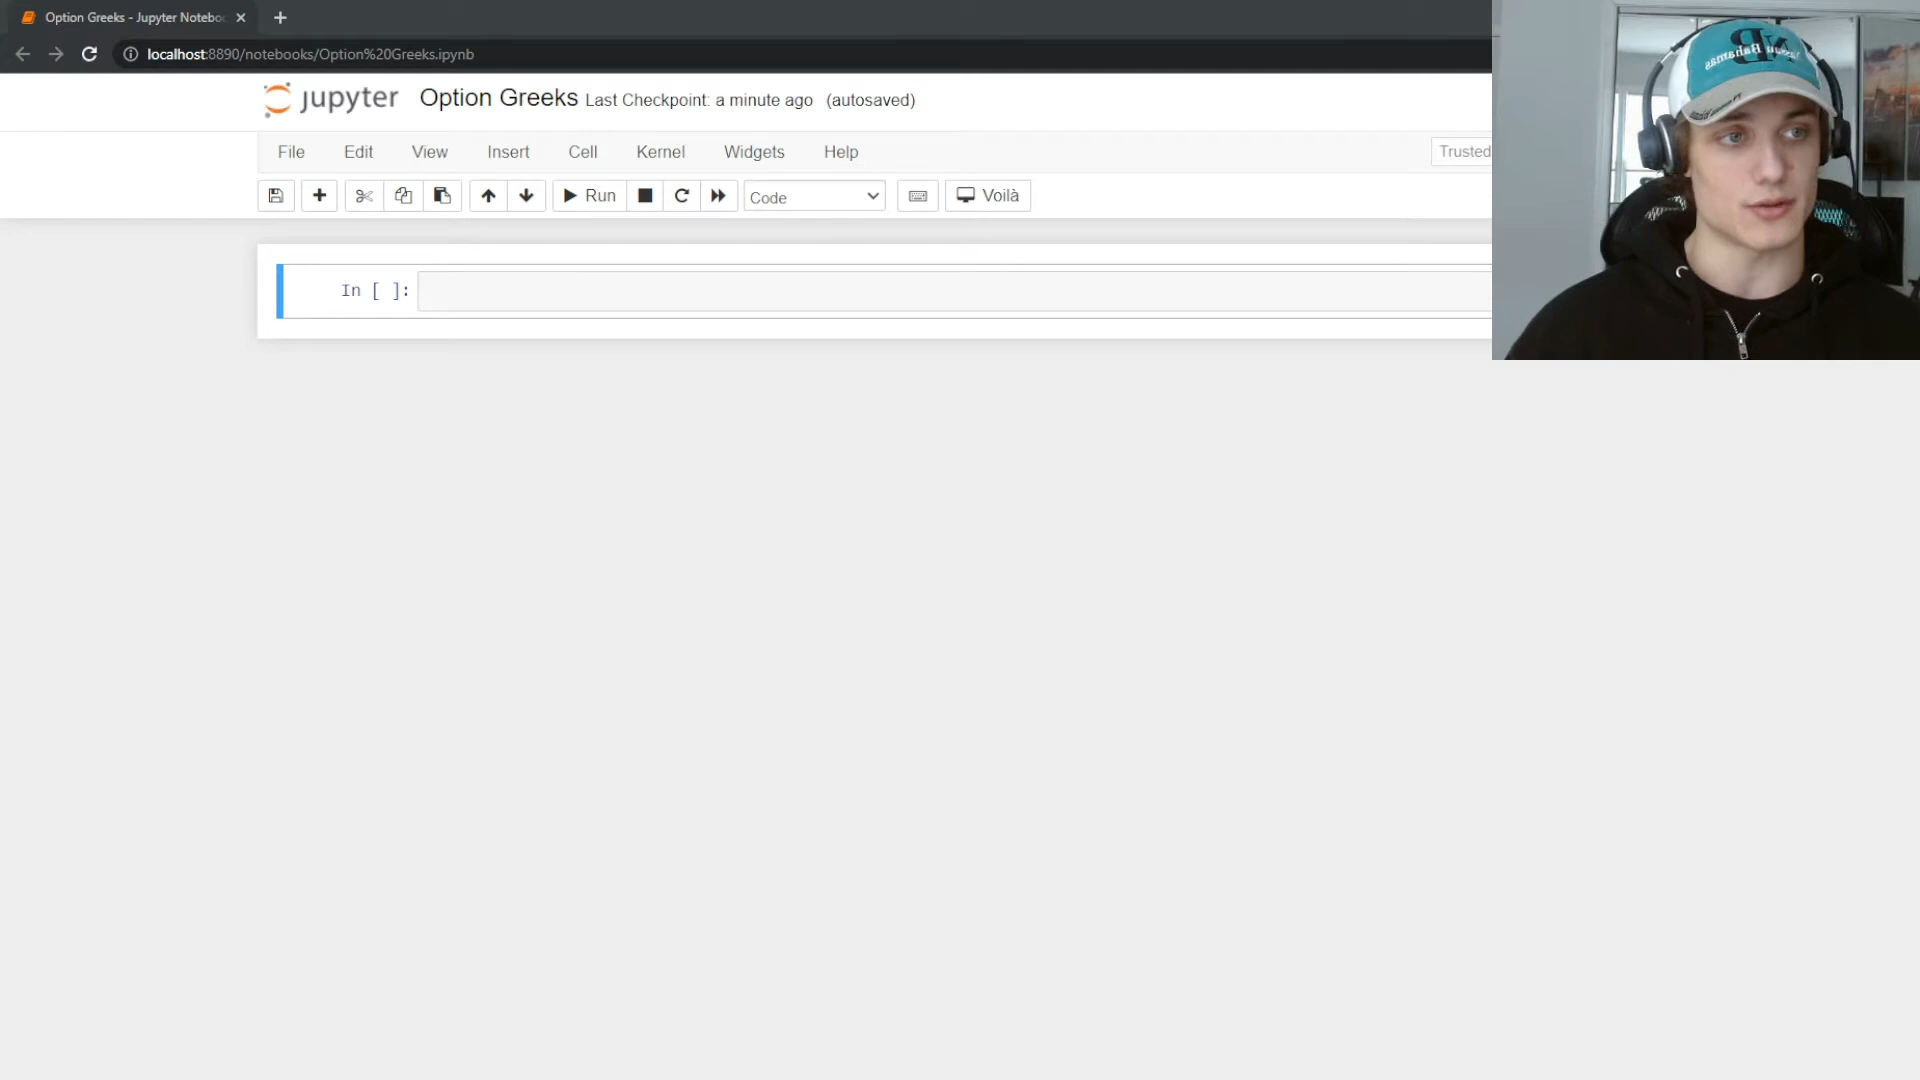 Option Greeks - Jupyter Notebo
localhost:8890/notebooks/Option%20Greeks.ipynb
jupyter Option Greeks Last Checkpoint: a minute ago (autosaved)
File Edit View Insert Cell Kernel Widgets Help Trusted
Run Code Voilà
In [ ]: